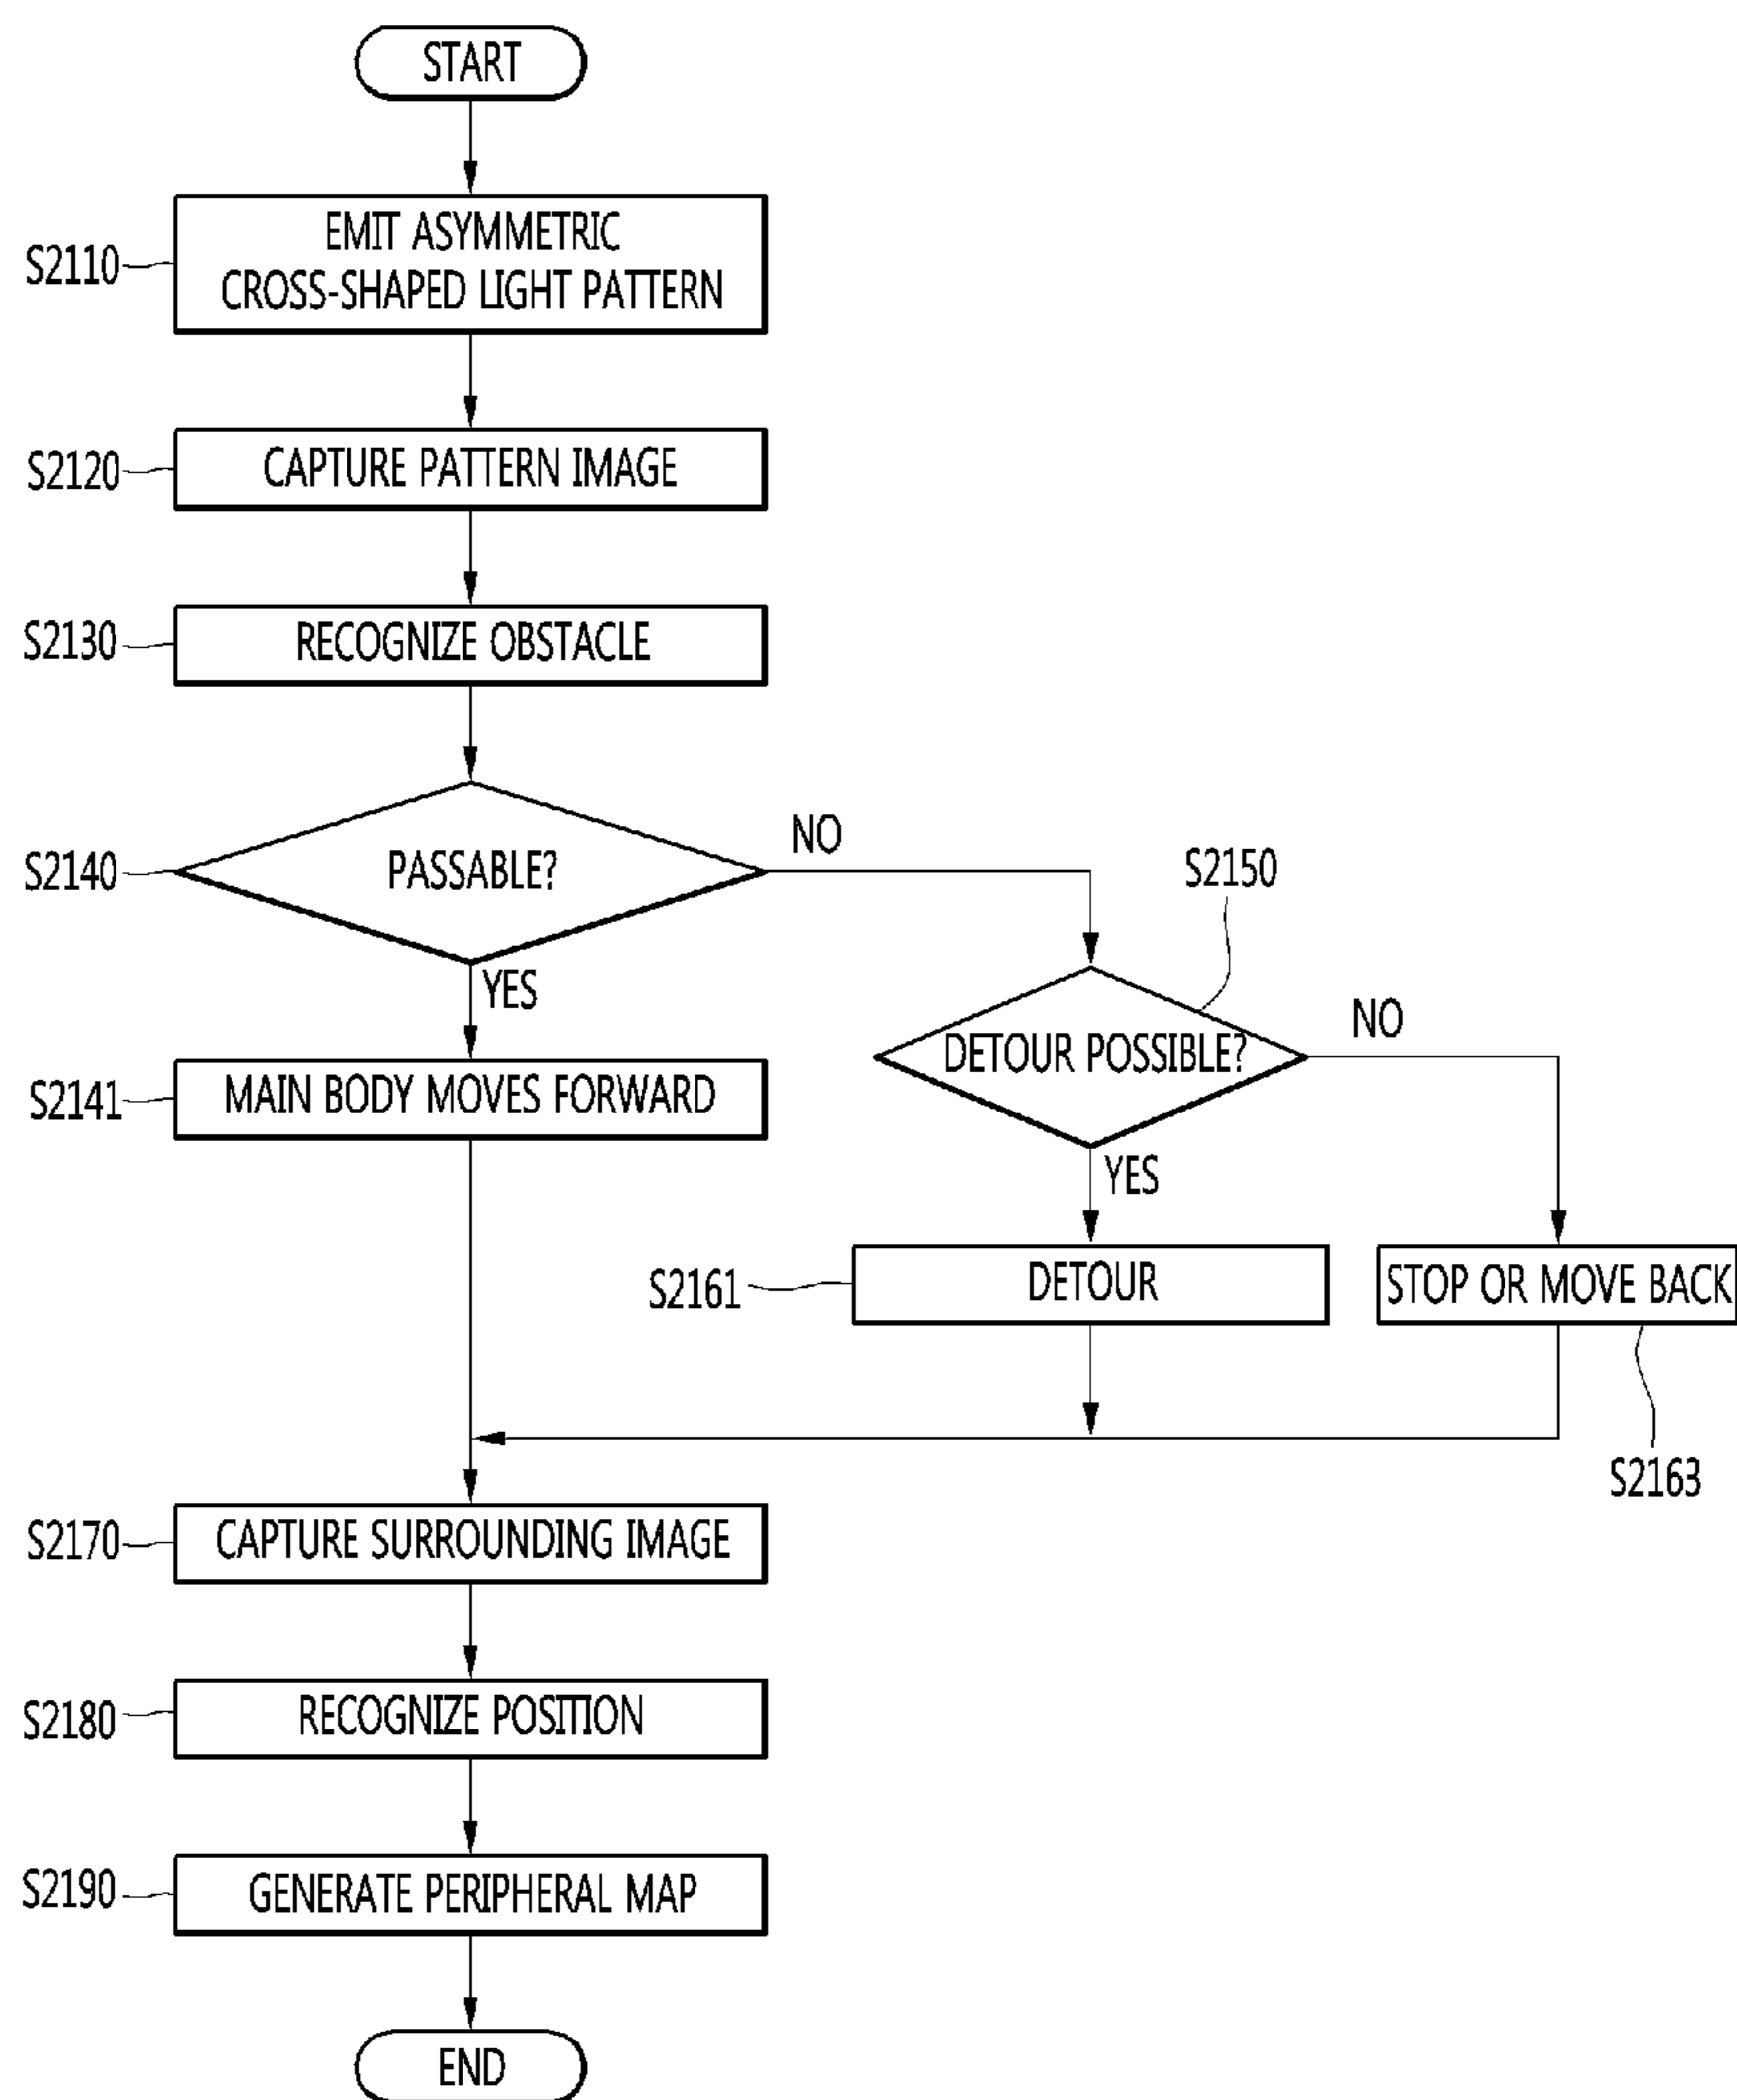 START
S2110
EMIT ASYMMETRIC
CROSS-SHAPED LIGHT PATTERN
S2120
CAPTURE PATTERN IMAGE
S2130
RECOGNIZE OBSTACLE
S2140
PASSABLE?
NO
YES
S2150
DETOUR POSSIBLE?
NO
YES
S2141
MAIN BODY MOVES FORWARD
S2161
DETOUR
STOP OR MOVE BACK
S2163
S2170
CAPTURE SURROUNDING IMAGE
S2180
RECOGNIZE POSITION
S2190
GENERATE PERIPHERAL MAP
END